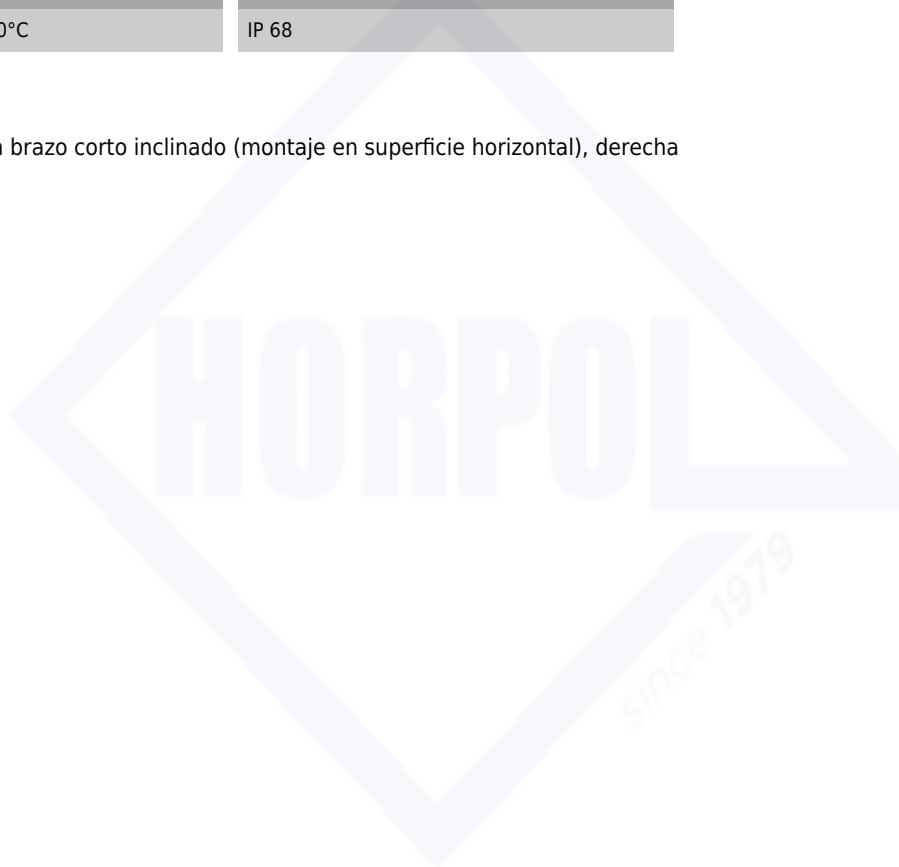 0°C IP 68
brazo corto inclinado (montaje en superficie horizontal), derecha
HORPOL
since 1979